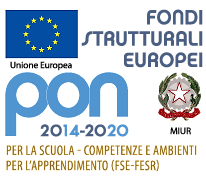 FONDI
STRUTTURALI
EUROPEI
Unione Europea
pon
2014-2020
MIUR
PER LA SCUOLA - COMPETENZE E AMBIENTI
PER L'APPRENDIMENTO (FSE-FESR)